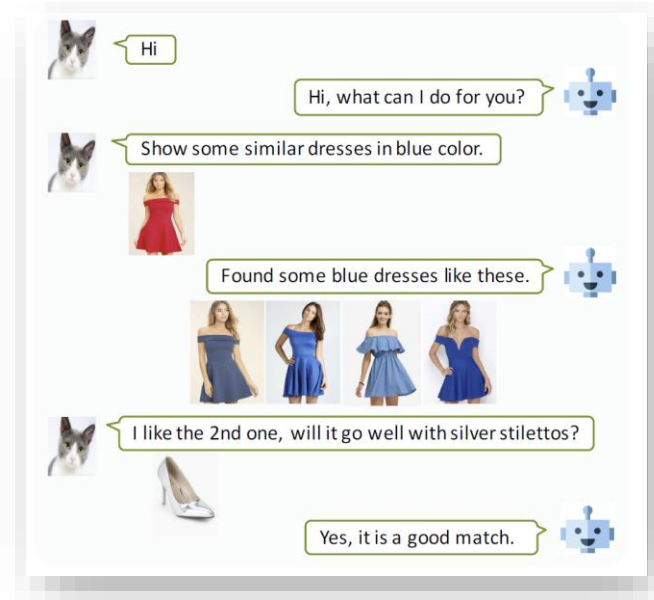 Hi
Hi, what can I do for you?
Show some similar dresses in blue color.
Found some blue dresses like these.
I like the 2nd one, will it go well with silver stilettos?
Yes, it is a good match.